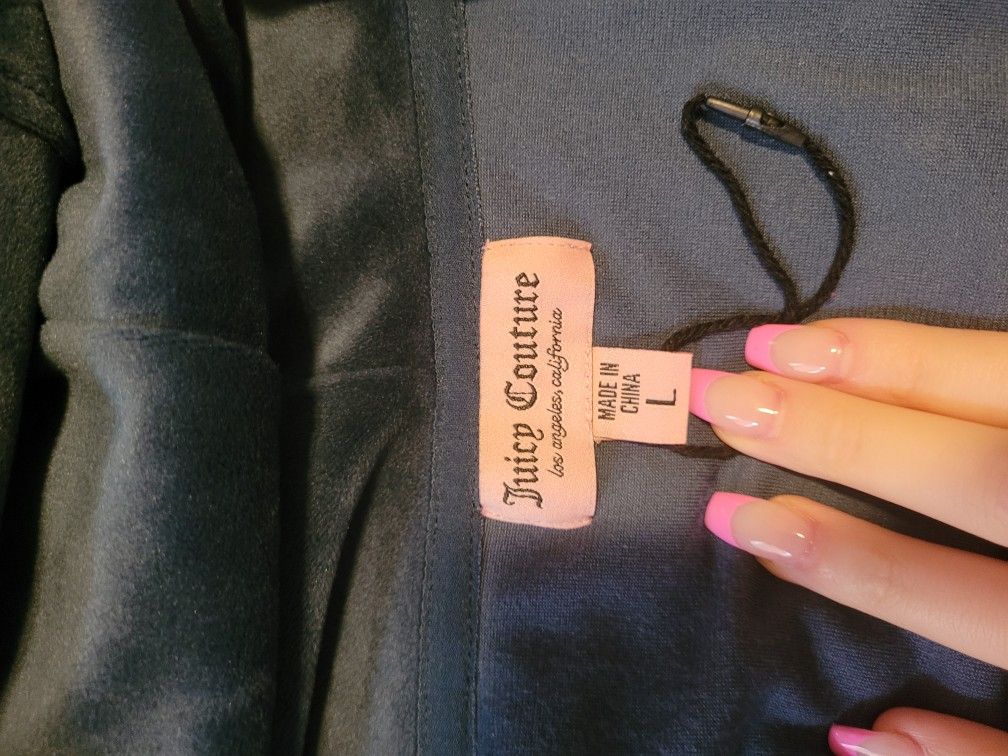 Juicy Couture
los angeles, california
MADE IN
CHINA
L